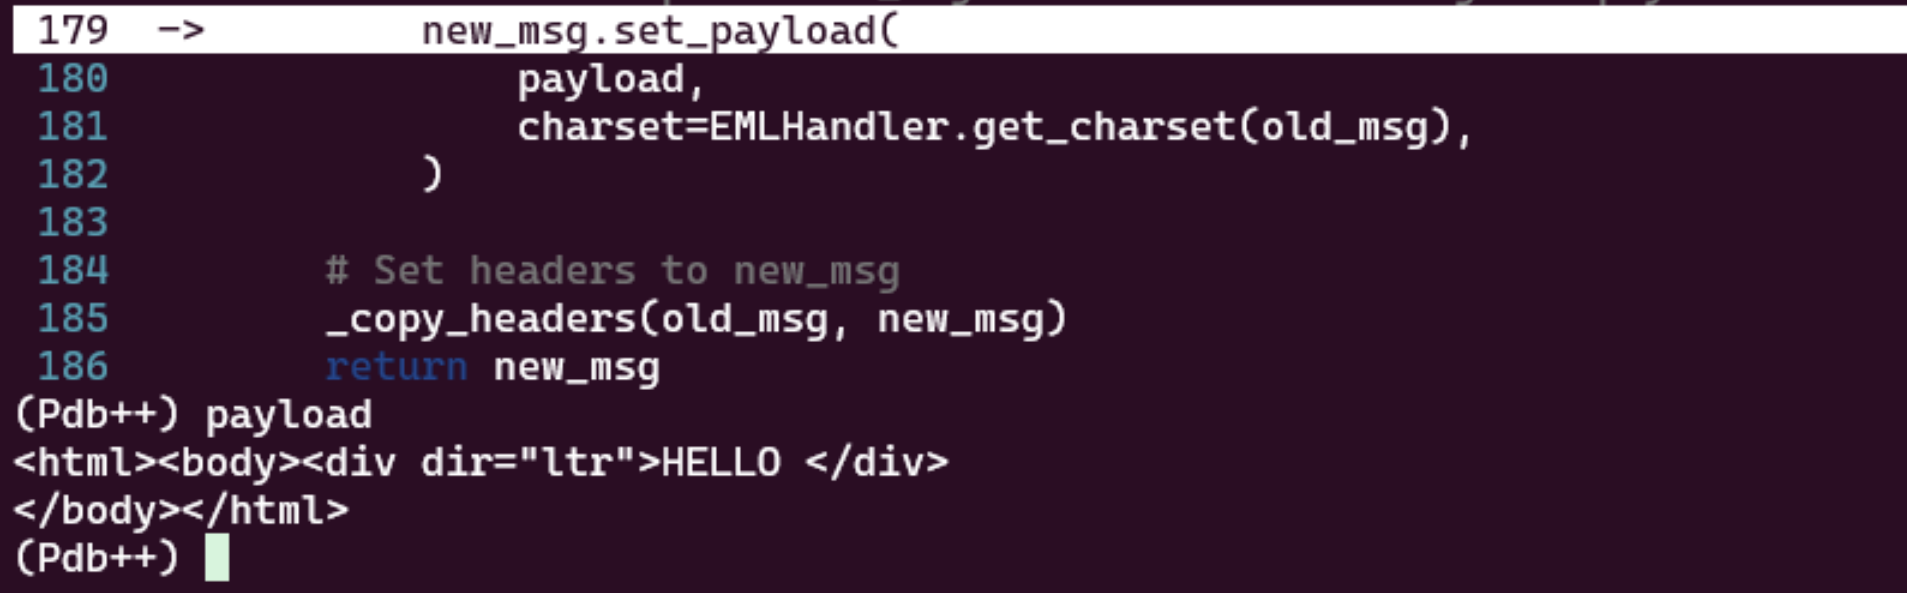 179  ->         new_msg.set_payload(
180                 payload,
181                 charset=EMLHandler.get_charset(old_msg),
182             )
183
184         # Set headers to new_msg
185         _copy_headers(old_msg, new_msg)
186         return new_msg
(Pdb++) payload
<html><body><div dir="ltr">HELLO </div>
</body></html>
(Pdb++)